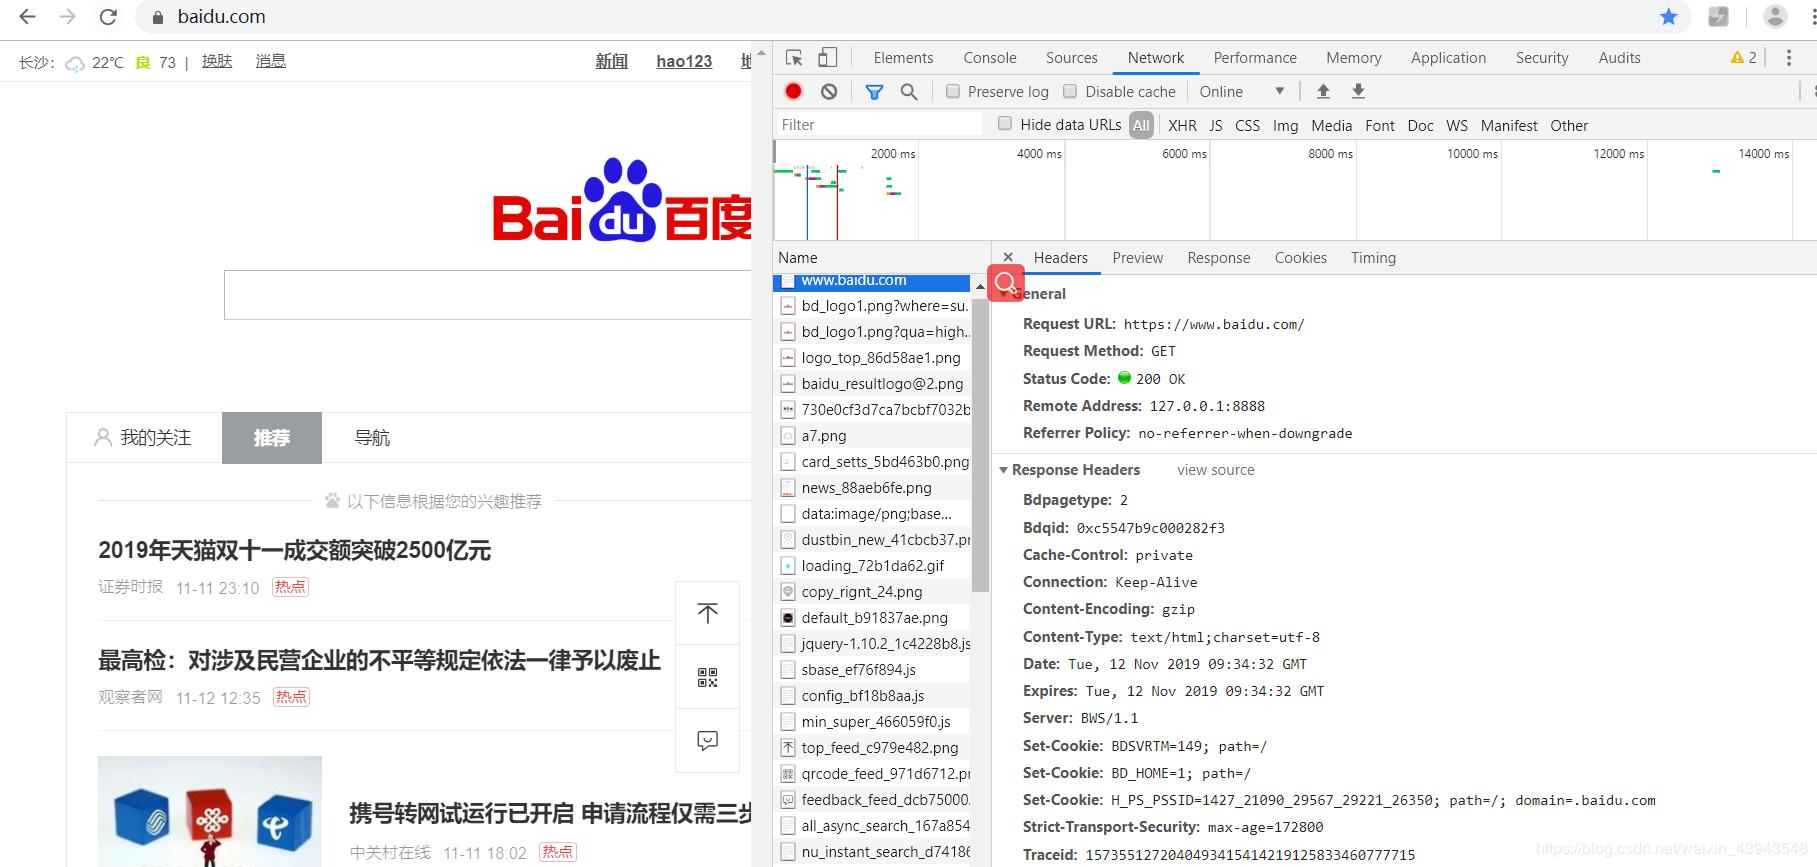 baidu.com
长沙: 22℃ 良 73 | 换肤 消息 新闻 hao123
Bai du 百度
我的关注 推荐 导航
以下信息根据您的兴趣推荐
2019年天猫双十一成交额突破2500亿元
证券时报 11-11 23:10 热点
最高检：对涉及民营企业的不平等规定依法一律予以废止
观察者网 11-12 12:35 热点
携号转网试运行已开启 申请流程仅需三步
中关村在线 11-11 18:02 热点
Elements Console Sources Network Performance Memory Application Security Audits 2
Preserve log Disable cache Online
Filter Hide data URLs All XHR JS CSS Img Media Font Doc WS Manifest Other
2000 ms 4000 ms 6000 ms 8000 ms 10000 ms 12000 ms 14000 ms
Name
www.baidu.com
bd_logo1.png?where=su..
bd_logo1.png?qua=high..
logo_top_86d58ae1.png
baidu_resultlogo@2.png
730e0cf3d7ca7bcbf7032b
a7.png
card_setts_5bd463b0.png
news_88aeb6fe.png
data:image/png;base...
dustbin_new_41cbcb37.pn
loading_72b1da62.gif
copy_rignt_24.png
default_b91837ae.png
jquery-1.10.2_1c4228b8.js
sbase_ef76f894.js
config_bf18b8aa.js
min_super_466059f0.js
top_feed_c979e482.png
qrcode_feed_971d6712.pn
feedback_feed_dcb75000.
all_async_search_167a854
nu_instant_search_d74186
Headers Preview Response Cookies Timing
General
Request URL: https://www.baidu.com/
Request Method: GET
Status Code: 200 OK
Remote Address: 127.0.0.1:8888
Referrer Policy: no-referrer-when-downgrade
Response Headers view source
Bdpagetype: 2
Bdqid: 0xc5547b9c000282f3
Cache-Control: private
Connection: Keep-Alive
Content-Encoding: gzip
Content-Type: text/html;charset=utf-8
Date: Tue, 12 Nov 2019 09:34:32 GMT
Expires: Tue, 12 Nov 2019 09:34:32 GMT
Server: BWS/1.1
Set-Cookie: BDSVRTM=149; path=/
Set-Cookie: BD_HOME=1; path=/
Set-Cookie: H_PS_PSSID=1427_21090_29567_29221_26350; path=/; domain=.baidu.com
Strict-Transport-Security: max-age=172800
Traceid: 1573551272040493415414219125833460777715
https://blog.csdn.net/weixin_43943548